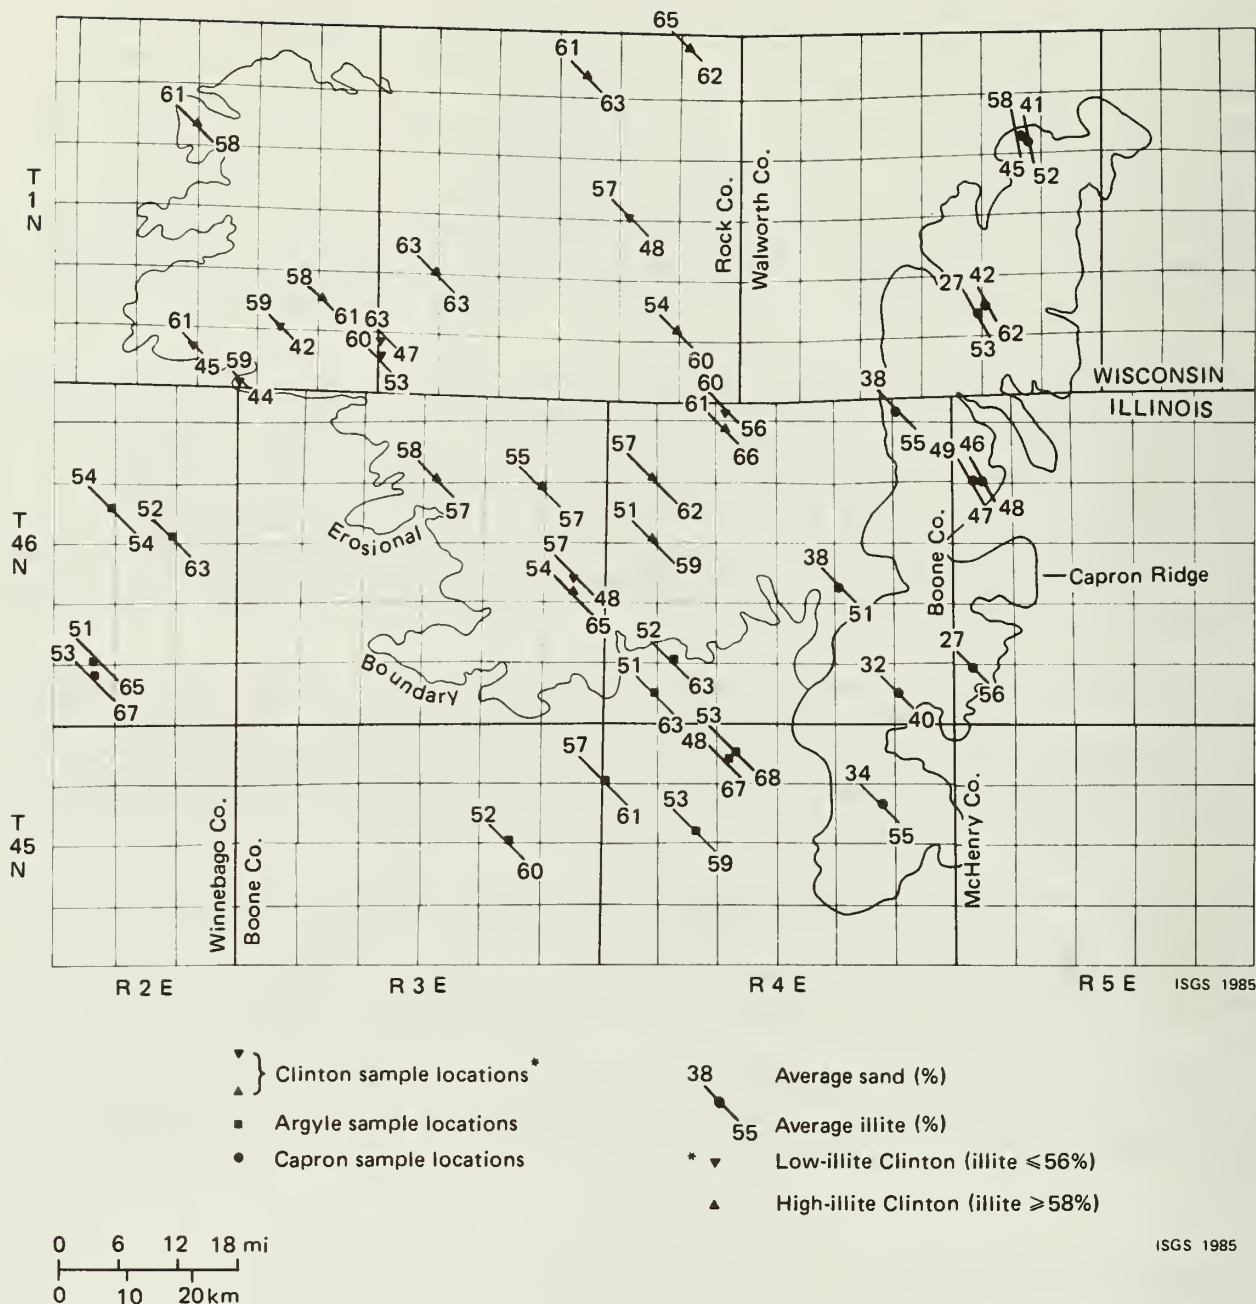 65
61
62
63
61
58
58 41
45 52
T
1
N
57
48
Rock Co.
Walworth Co.
63
63
58
61
59
42
61
45
63
60
47
53
59
44
54
60
27 42
62
53
WISCONSIN
ILLINOIS
38
55
60
61
56
66
49 46
47 48
58
57
55
57
57
62
51
59
54
54
52
63
T
46
N
Erosional
Boundary
57
54
48
65
38
51
Boone Co.
Capron Ridge
52
51
63
63
51
53
65
67
27
56
32
40
53
48
68
67
57
61
34
55
52
60
53
59
T
45
N
Winnebago Co.
Boone Co.
McHenry Co.
R 2 E R 3 E R 4 E R 5 E ISGS 1985
} Clinton sample locations*
Argyle sample locations
Capron sample locations
38 Average sand (%)
55 Average illite (%)
* Low-illite Clinton (illite ⩽ 56%)
High-illite Clinton (illite ⩾ 58%)
0 6 12 18 mi
0 10 20 km
ISGS 1985